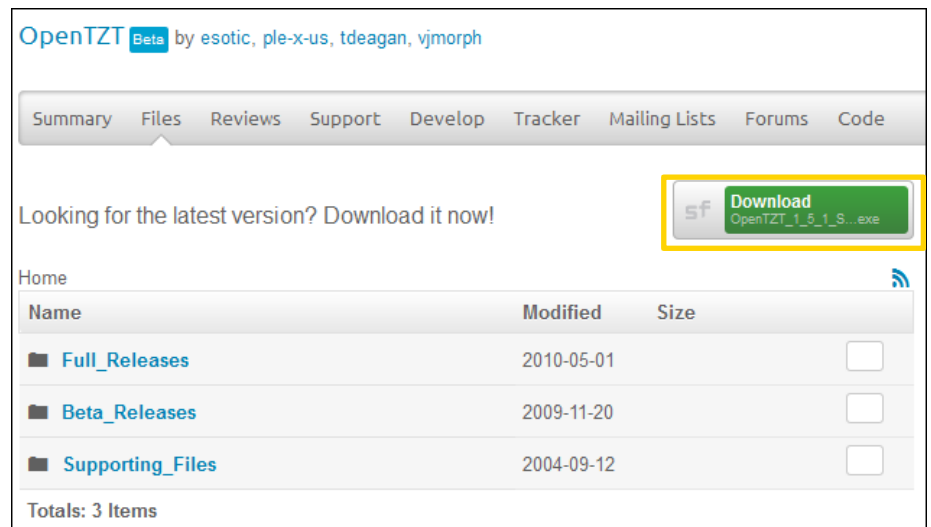 OpenTZT Beta by esotic, ple-x-us, tdeagan, vjmorph
Summary Files Reviews Support Develop Tracker Mailing Lists Forums Code
Looking for the latest version? Download it now!
sf Download
OpenTZT_1_5_1_S...exe
Home
Name Modified Size
Full_Releases 2010-05-01
Beta_Releases 2009-11-20
Supporting_Files 2004-09-12
Totals: 3 Items